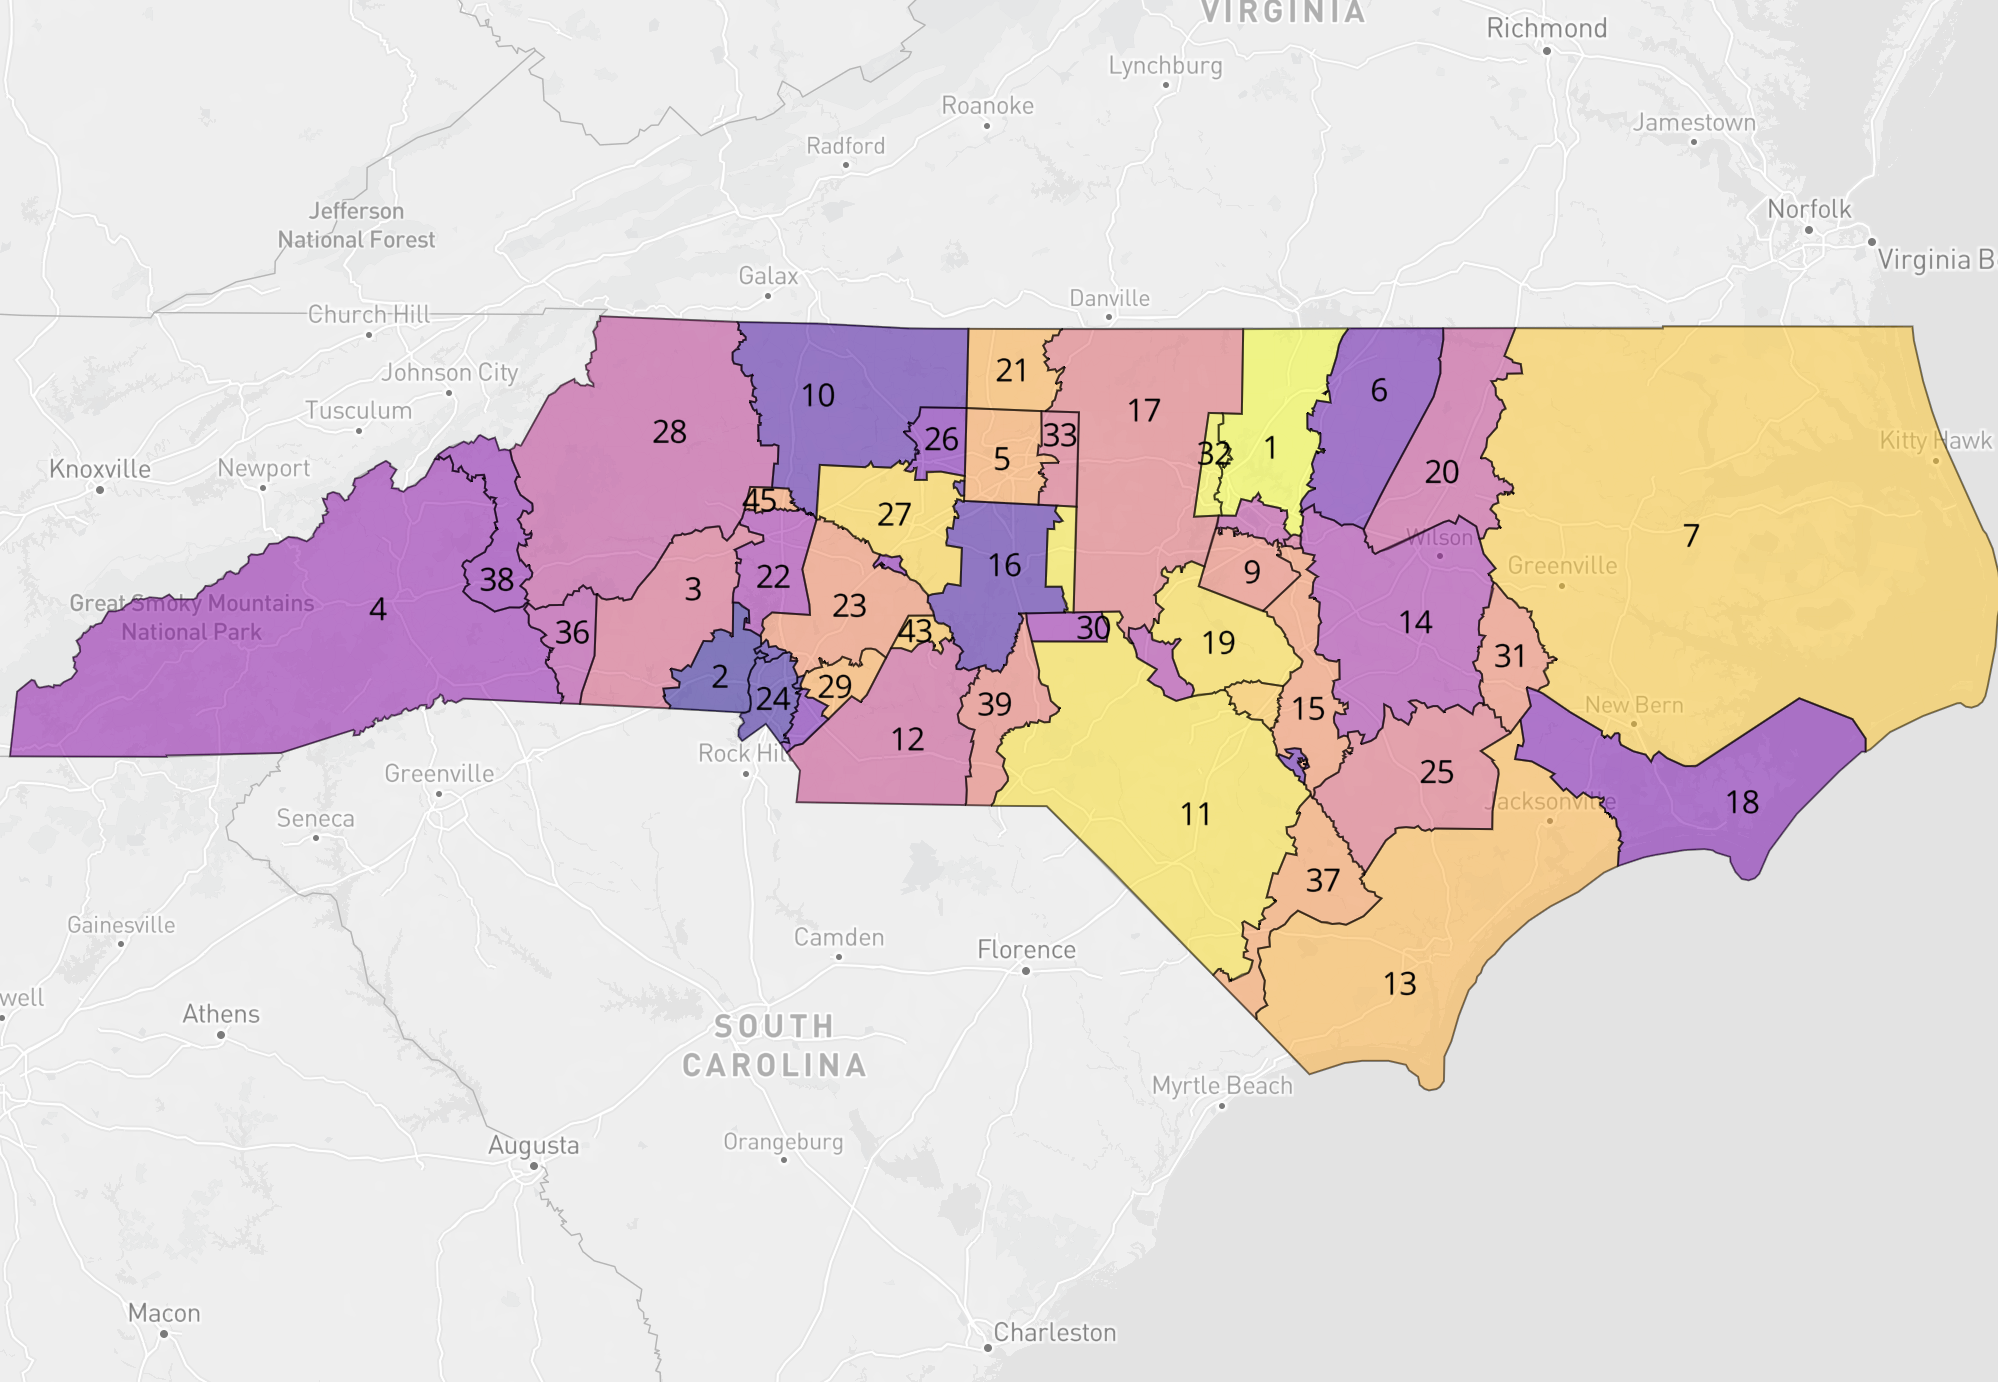 VIRGINIA
Richmond
Lynchburg
Roanoke
Jamestown
Radford
Norfolk
Jefferson
National Forest
Virginia B
Galax
Danville
Church Hill
Johnson City
Tusculum
Knoxville
Newport
Kitty Hawk
28
10
21
26
5
33
17
32
1
6
20
7
45
27
Wilson
Greenville
38
4
Great Smoky Mountains
National Park
36
3
22
23
43
16
30
9
19
14
31
2
24
29
12
39
15
New Bern
Rock Hil
11
25
Jacksonville
18
37
13
Greenville
Seneca
Gainesville
Camden
Florence
well
Athens
SOUTH
CAROLINA
Myrtle Beach
Augusta
Orangeburg
Macon
Charleston